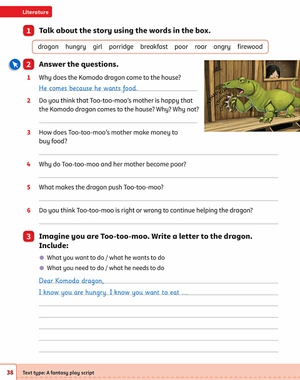 Literature
1 Talk about the story using the words in the box.
dragon hungry girl porridge breakfast poor roar angry firewood
2 Answer the questions.
1 Why does the Komodo dragon come to the house?
He comes because he wants food.
2 Do you think that Too-too-moo's mother is happy that
the Komodo dragon comes to the house? Why? Why not?
3 How does Too-too-moo's mother make money to
buy food?
4 Why do Too-too-moo and her mother become poor?
5 What makes the dragon push Too-too-moo?
6 Do you think Too-too-moo is right or wrong to continue helping the dragon?
3 Imagine you are Too-too-moo. Write a letter to the dragon.
Include:
● What you want to do / what he wants to do
● What you need to do / what he needs to do
Dear Komodo dragon,
I know you are hungry. I know you want to eat ...
38 Text type: A fantasy play script